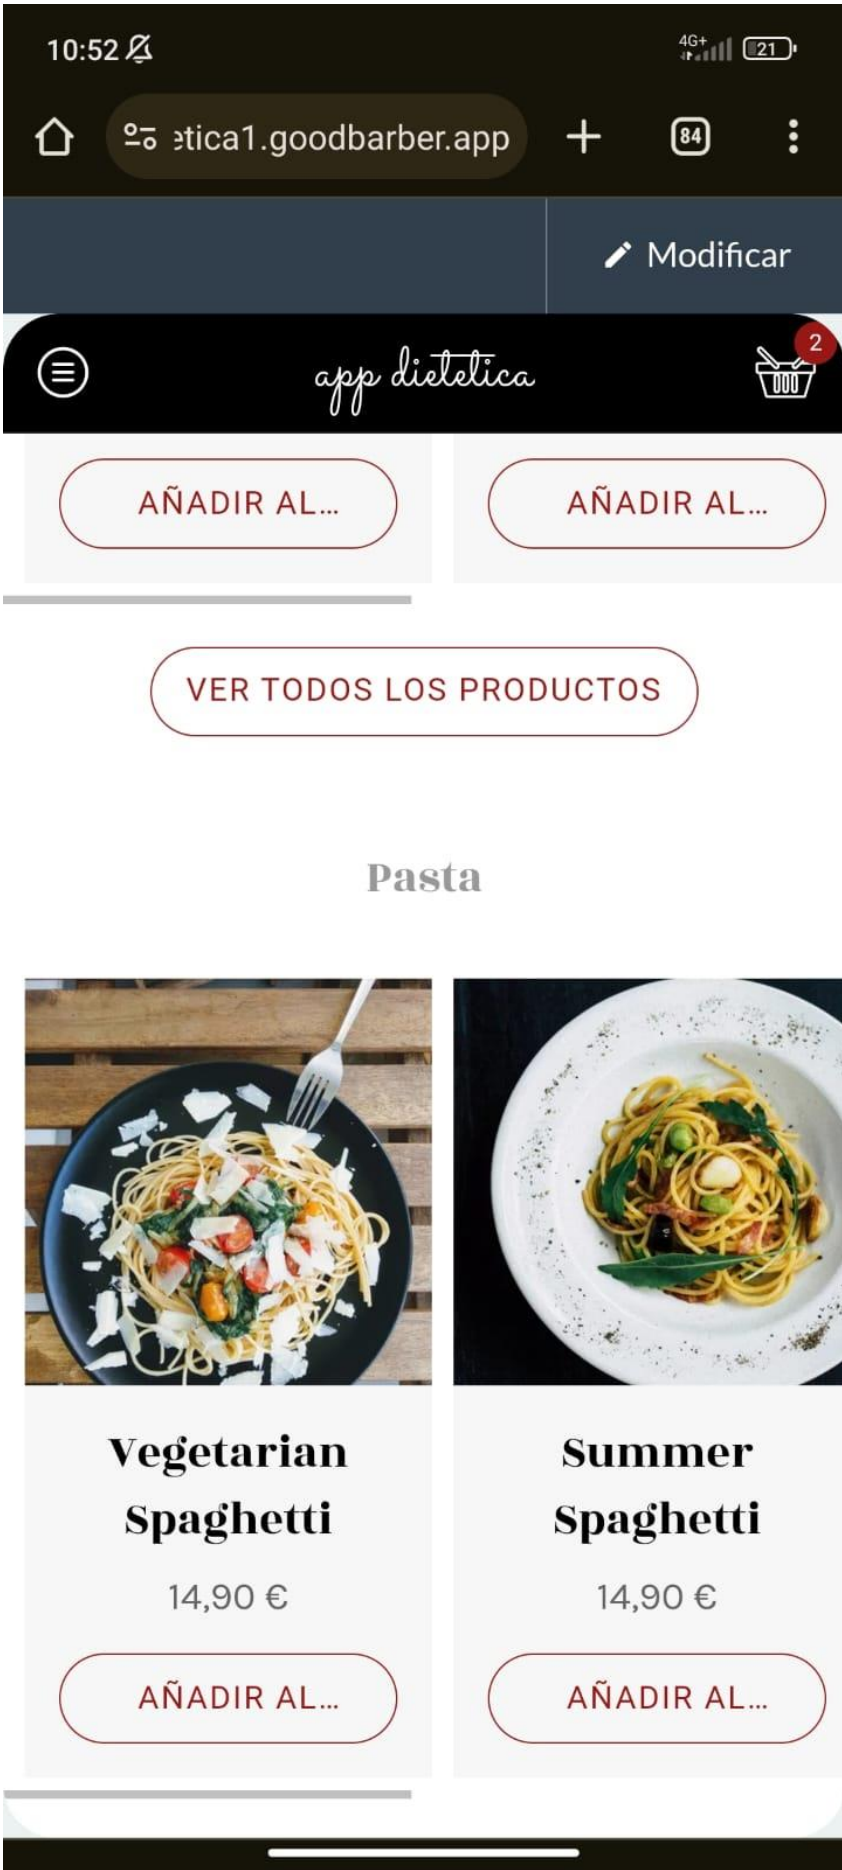 10:52
4G+
21
etica1.goodbarber.app
84
Modificar
app dietetica
2
AÑADIR AL…
AÑADIR AL…
VER TODOS LOS PRODUCTOS
Pasta
Vegetarian
Spaghetti
14,90 €
AÑADIR AL…
Summer
Spaghetti
14,90 €
AÑADIR AL…